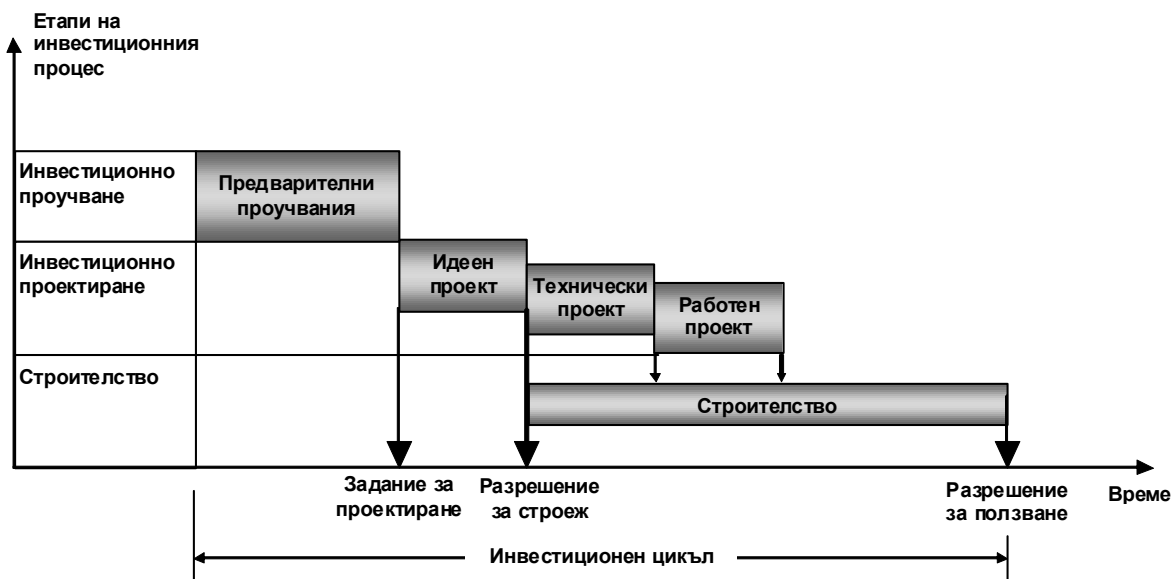 Етапи на
инвестиционния
процес
Инвестиционно
проучване
Предварителни
проучвания
Инвестиционно
проектиране
Идеен
проект
Технически
проект
Работен
проект
Строителство
Строителство
Задание за
проектиране
Разрешение
за строеж
Разрешение
за ползване
Време
Инвестиционен цикъл